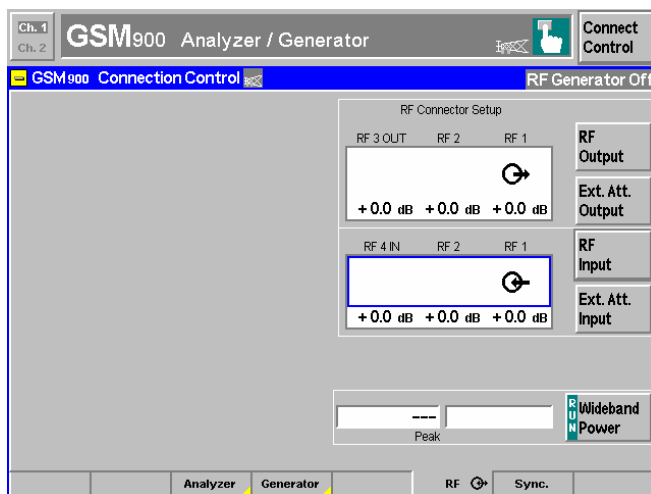 Ch. 1
Ch. 2
GSM900 Analyzer / Generator
Connect
Control
GSM900 Connection Control
RF Generator Off
RF Connector Setup
RF 3 OUT RF 2 RF 1
+ 0.0 dB + 0.0 dB + 0.0 dB
RF
Output
Ext. Att.
Output
RF 4 IN RF 2 RF 1
+ 0.0 dB + 0.0 dB + 0.0 dB
RF
Input
Ext. Att.
Input
---
Peak
RUN
Wideband
Power
Analyzer
Generator
RF
Sync.